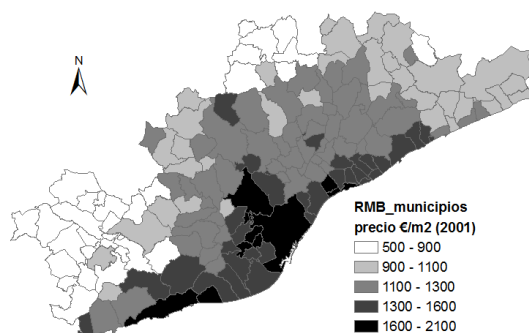 N
RMB_municipios
precio €/m2 (2001)
500 - 900
900 - 1100
1100 - 1300
1300 - 1600
1600 - 2100